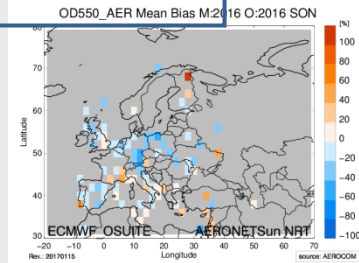 OD550_AER Mean Bias M:2016 O:2016 SON
[%]
80
100
70
80
60
60
40
Latitude
20
50
0
-20
40
-40
-60
30
-80
-100
ECMWF_OSUITE AERONETSun NRT
-20 -10 0 10 20 30 40 50 60 70
Longitude
Rev.: 20170115
source: AEROCOM